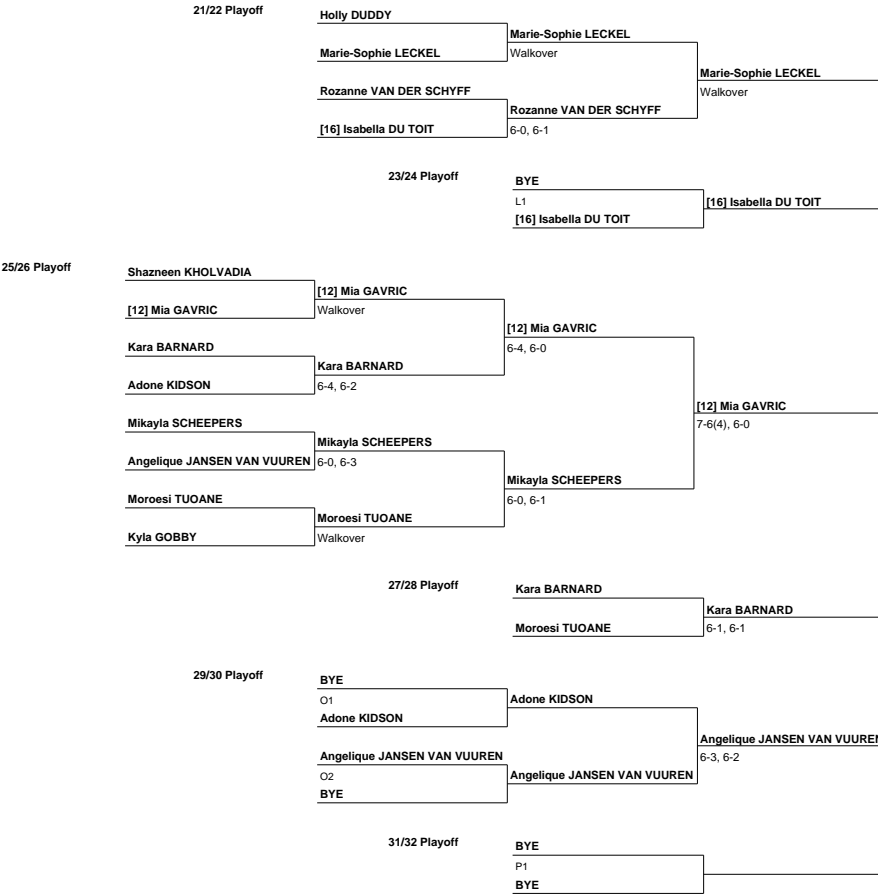 21/22 Playoff
Holly DUDDY
Marie-Sophie LECKEL
Marie-Sophie LECKEL
Walkover
Marie-Sophie LECKEL
Walkover
Rozanne VAN DER SCHYFF
Rozanne VAN DER SCHYFF
[16] Isabella DU TOIT
6-0, 6-1
23/24 Playoff
BYE
L1
[16] Isabella DU TOIT
[16] Isabella DU TOIT
25/26 Playoff
Shazneen KHOLVADIA
[12] Mia GAVRIC
[12] Mia GAVRIC
Walkover
[12] Mia GAVRIC
6-4, 6-0
Kara BARNARD
Kara BARNARD
Adone KIDSON
6-4, 6-2
[12] Mia GAVRIC
7-6(4), 6-0
Mikayla SCHEEPERS
Mikayla SCHEEPERS
Angelique JANSEN VAN VUUREN
6-0, 6-3
Mikayla SCHEEPERS
6-0, 6-1
Moroesi TUOANE
Moroesi TUOANE
Kyla GOBBY
Walkover
27/28 Playoff
Kara BARNARD
Kara BARNARD
Moroesi TUOANE
6-1, 6-1
29/30 Playoff
BYE
O1
Adone KIDSON
Adone KIDSON
Angelique JANSEN VAN VUUREN
6-3, 6-2
Angelique JANSEN VAN VUUREN
O2
Angelique JANSEN VAN VUUREN
BYE
31/32 Playoff
BYE
P1
BYE